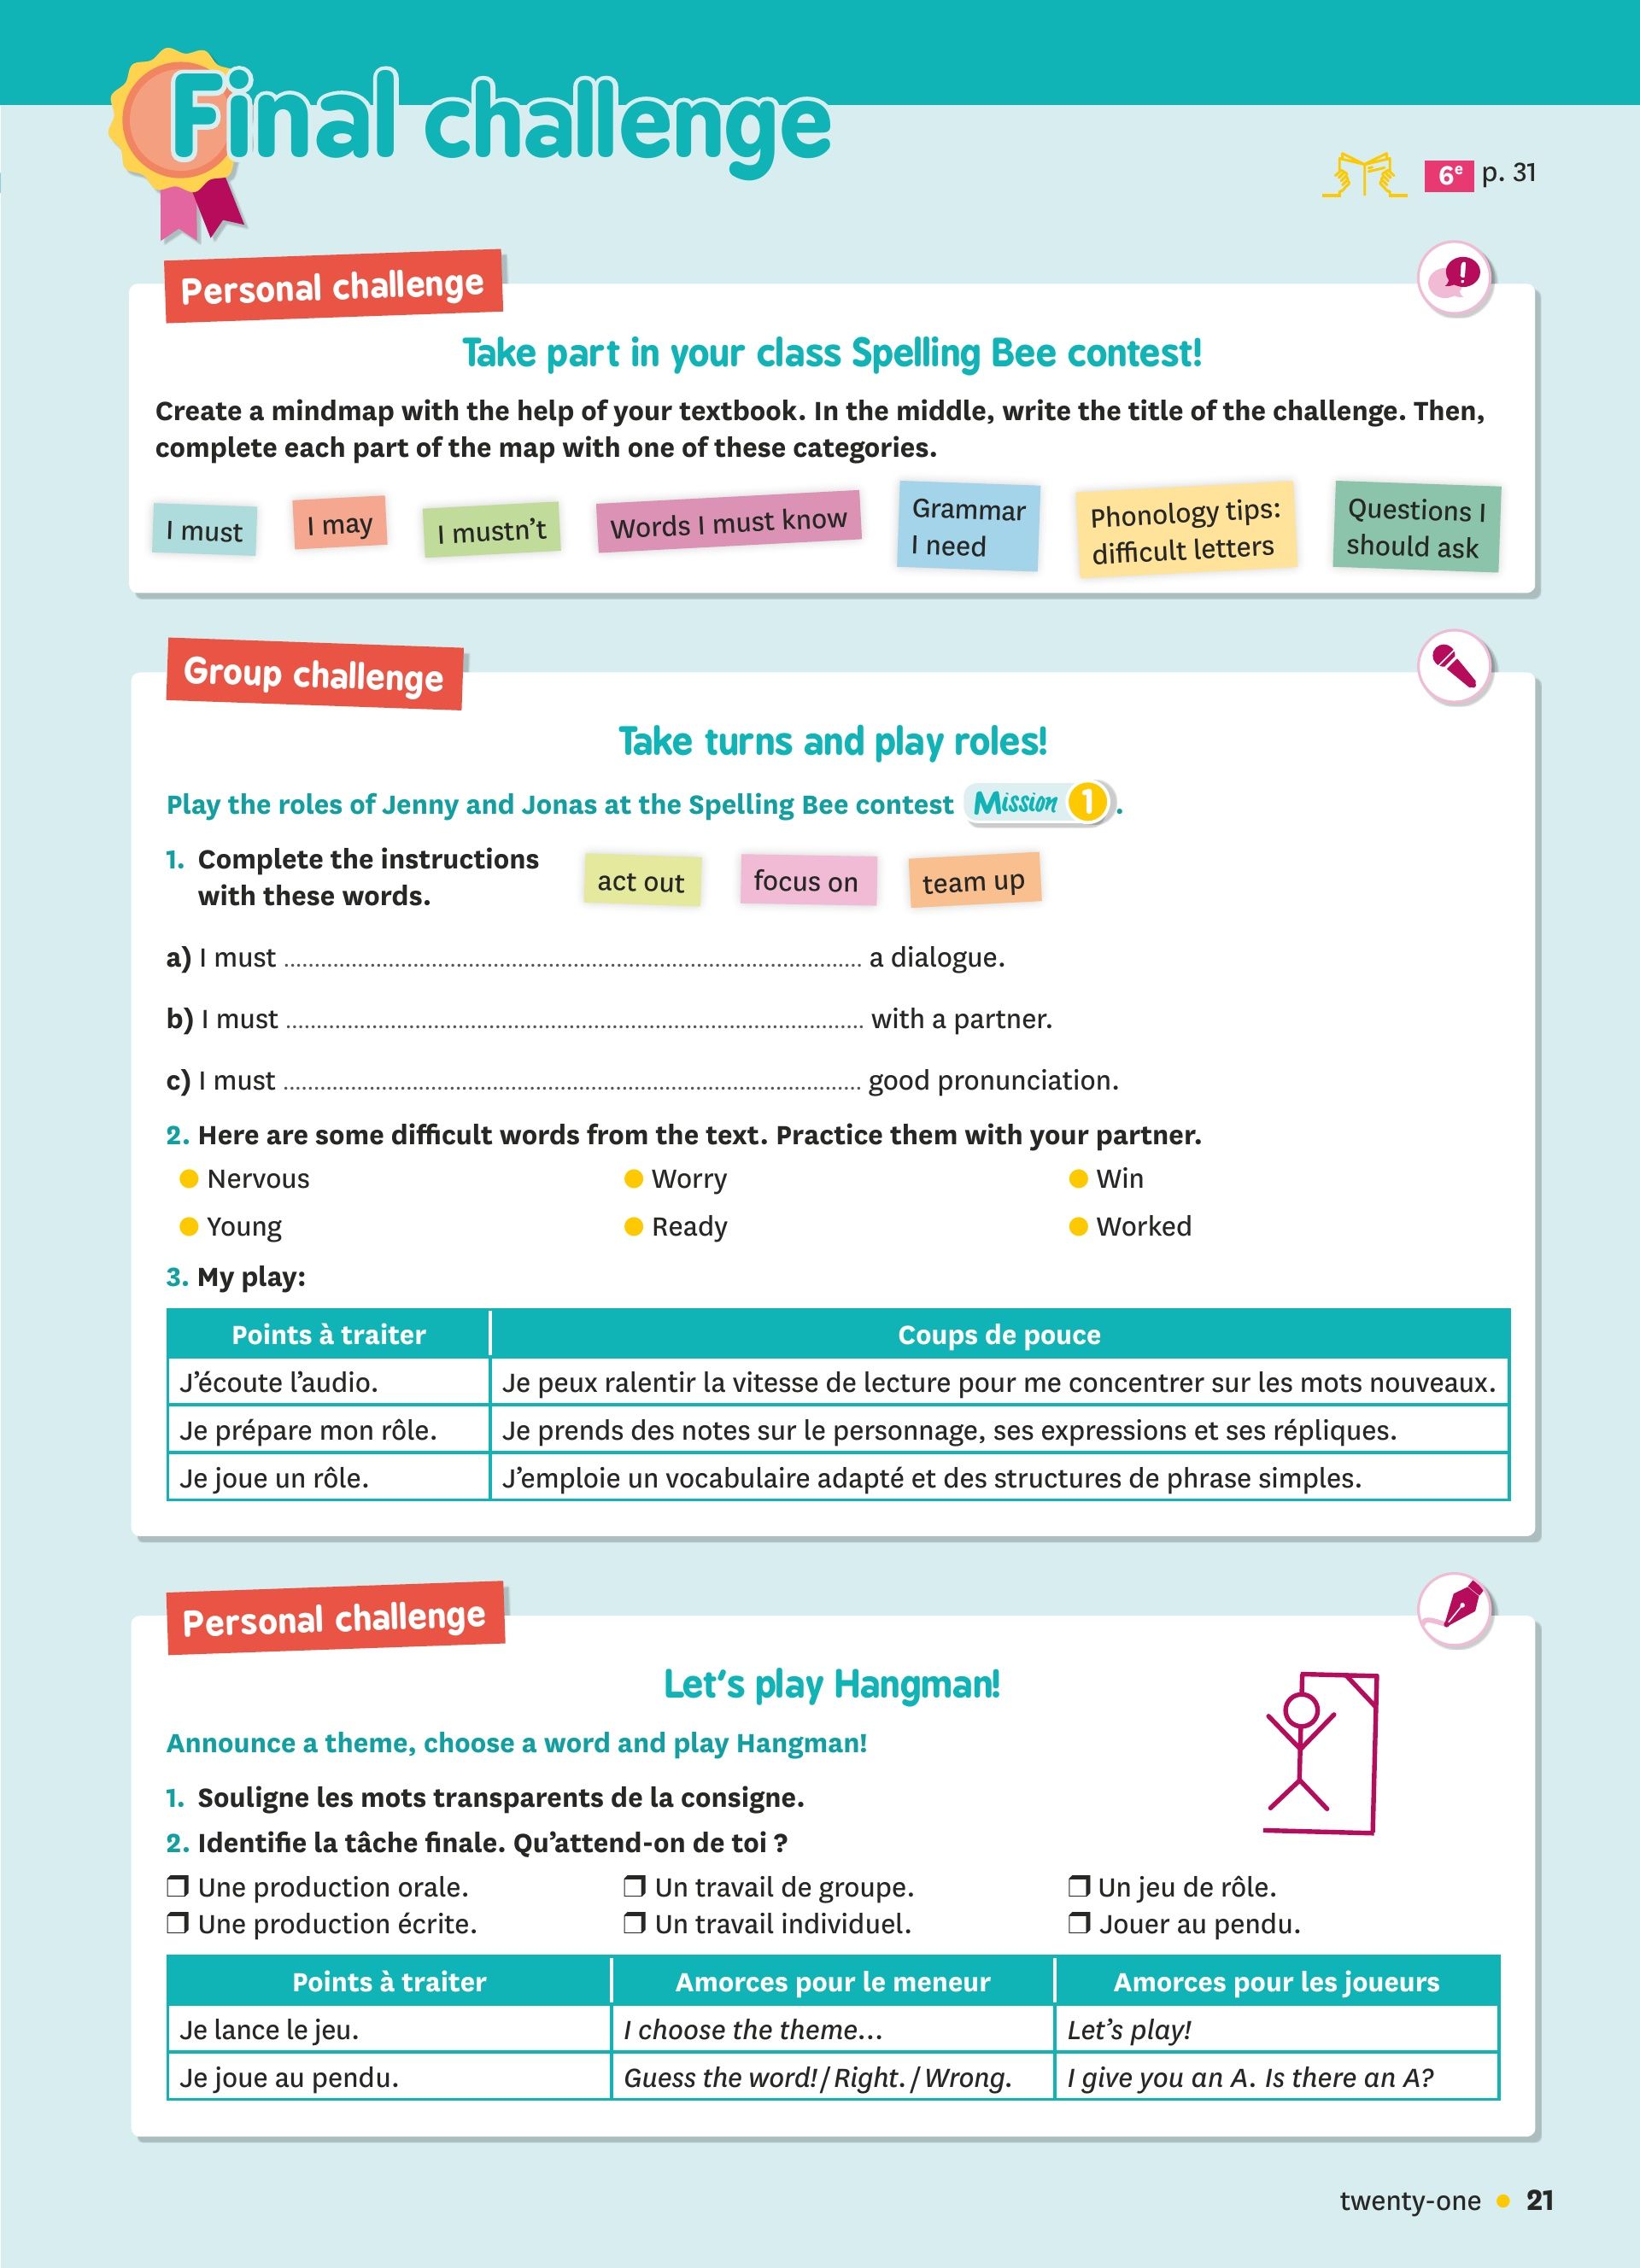 Final challenge
6e p. 31
Personal challenge
Take part in your class Spelling Bee contest!
Create a mindmap with the help of your textbook. In the middle, write the title of the challenge. Then,
complete each part of the map with one of these categories.
I must
I may
I mustn't
Words I must know
Grammar
I need
Phonology tips:
difficult letters
Questions I
should ask
Group challenge
Take turns and play roles!
Play the roles of Jenny and Jonas at the Spelling Bee contest Mission 1.
1. Complete the instructions
with these words.
act out
focus on
team up
a) I must ................................................ a dialogue.
b) I must ................................................ with a partner.
c) I must ................................................ good pronunciation.
2. Here are some difficult words from the text. Practice them with your partner.
● Nervous ● Worry ● Win
● Young ● Ready ● Worked
3. My play:
Points à traiter Coups de pouce
J'écoute l'audio. Je peux ralentir la vitesse de lecture pour me concentrer sur les mots nouveaux.
Je prépare mon rôle. Je prends des notes sur le personnage, ses expressions et ses répliques.
Je joue un rôle. J'emploie un vocabulaire adapté et des structures de phrase simples.
Personal challenge
Let's play Hangman!
Announce a theme, choose a word and play Hangman!
1. Souligne les mots transparents de la consigne.
2. Identifie la tâche finale. Qu'attend-on de toi ?
❒ Une production orale. ❒ Un travail de groupe. ❒ Un jeu de rôle.
❒ Une production écrite. ❒ Un travail individuel. ❒ Jouer au pendu.
Points à traiter Amorces pour le meneur Amorces pour les joueurs
Je lance le jeu. I choose the theme... Let's play!
Je joue au pendu. Guess the word! / Right. / Wrong. I give you an A. Is there an A?
twenty-one ● 21